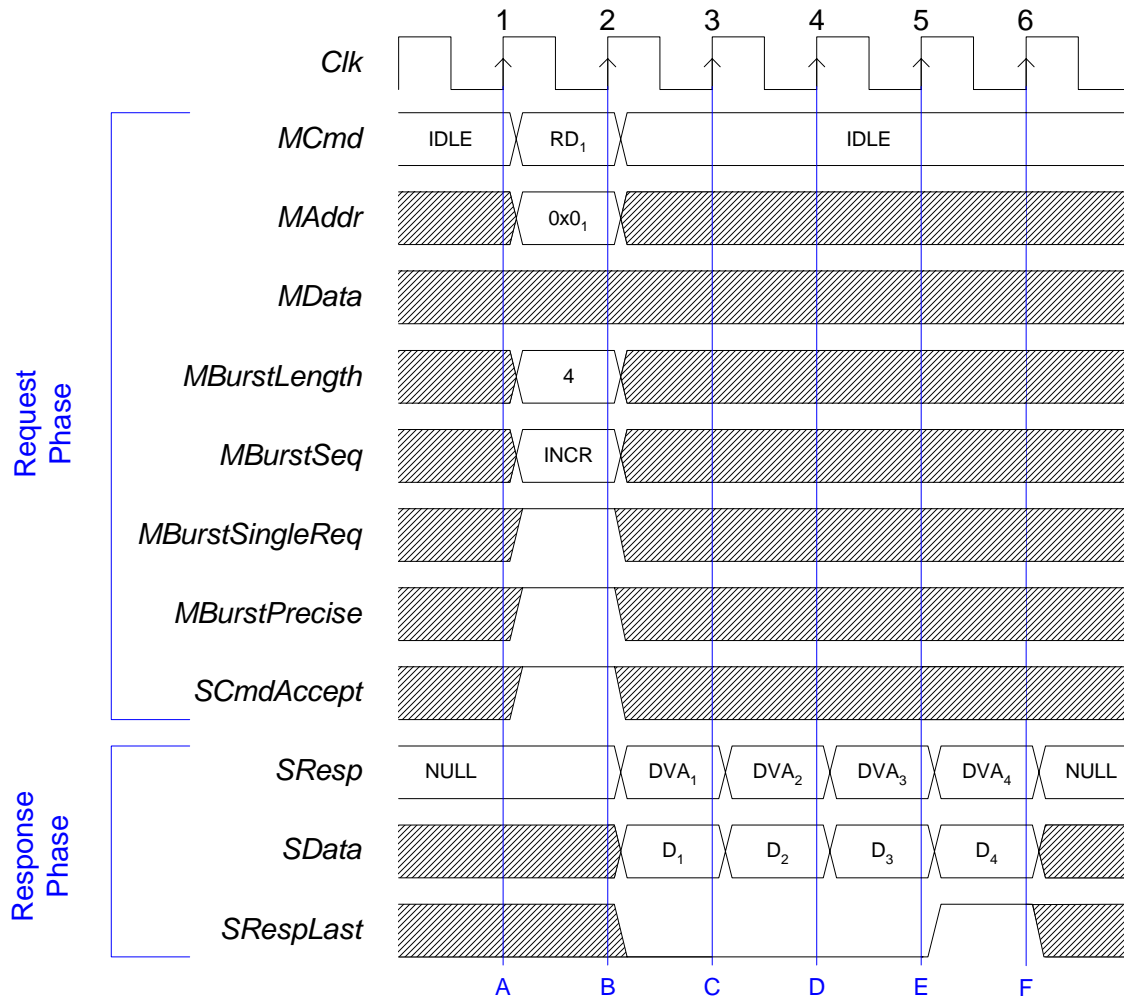 1 2 3 4 5 6
Clk
Request Phase
MCmd IDLE RD₁ IDLE
MAddr 0x0₁
MData
MBurstLength 4
MBurstSeq INCR
MBurstSingleReq
MBurstPrecise
SCmdAccept
Response Phase
SResp NULL DVA₁ DVA₂ DVA₃ DVA₄ NULL
SData D₁ D₂ D₃ D₄
SRespLast
A B C D E F